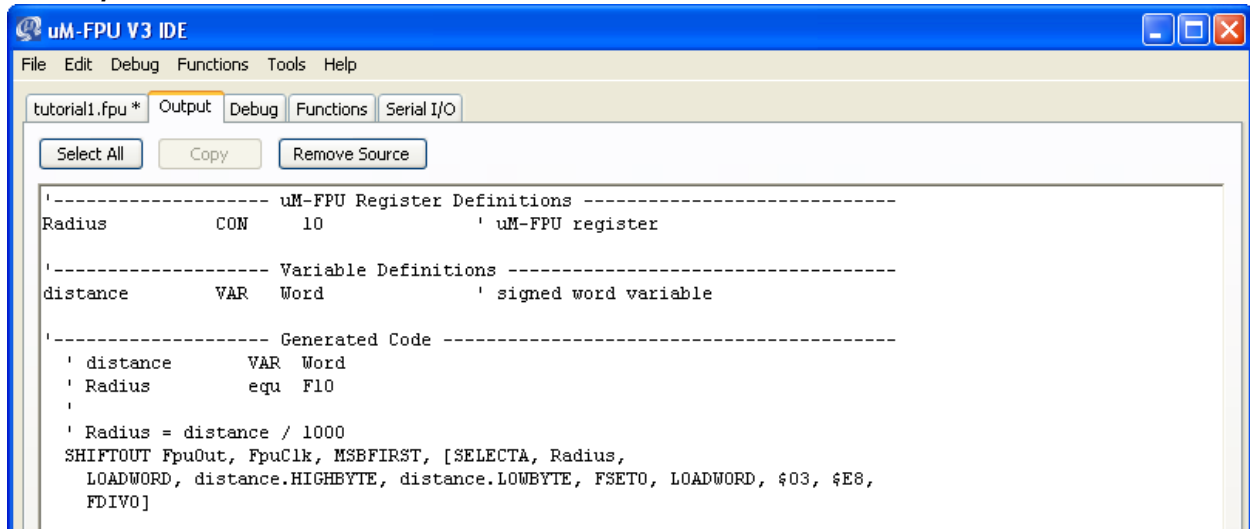 uM-FPU V3 IDE
File Edit Debug Functions Tools Help
tutorial1.fpu * Output Debug Functions Serial I/O
Select All Copy Remove Source
'-------------------- uM-FPU Register Definitions -----------------------------
Radius CON 10 ' uM-FPU register
'-------------------- Variable Definitions ------------------------------------
distance VAR Word ' signed word variable
'-------------------- Generated Code ------------------------------------------
' distance VAR Word
' Radius equ F10
'
' Radius = distance / 1000
SHIFTOUT FpuOut, FpuClk, MSBFIRST, [SELECTA, Radius,
LOADWORD, distance.HIGHBYTE, distance.LOWBYTE, FSET0, LOADWORD, $03, $E8,
FDIV0]